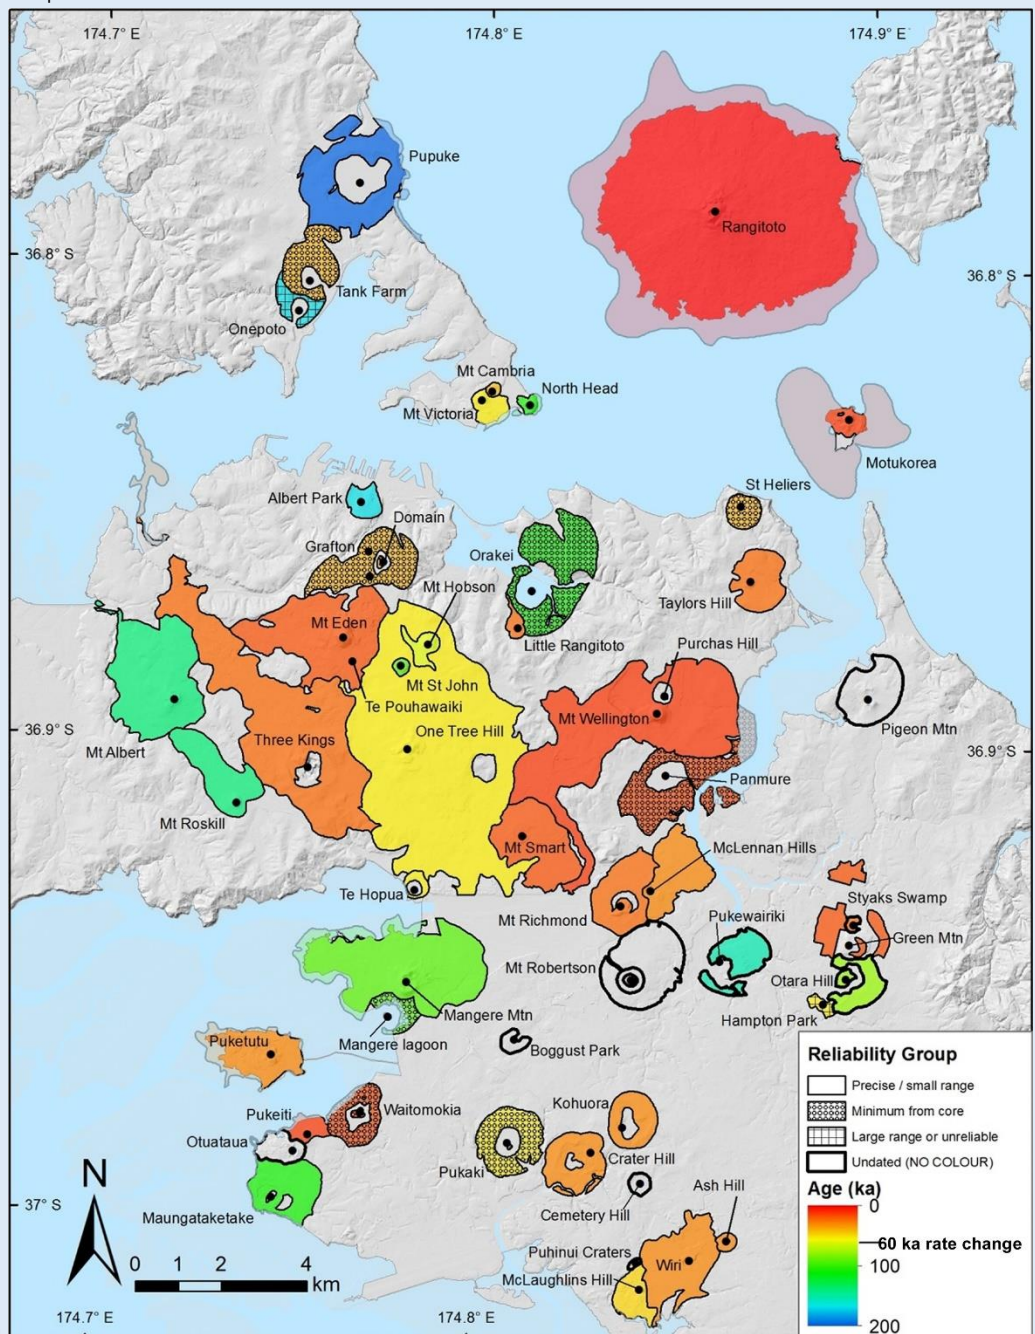 174.7° E
174.8° E
174.9° E
Pupuke
Rangitoto
36.8° S
36.8° S
Tank Farm
Onepoto
Mt Cambria
North Head
Mt Victoria
Motukorea
St Heliers
Albert Park
Domain
Grafton
Orakei
Mt Hobson
Taylors Hill
Mt Eden
Little Rangitoto
Purchas Hill
Mt St John
Te Pouhawaiki
Mt Wellington
Pigeon Mtn
One Tree Hill
36.9° S
Three Kings
Mt Albert
36.9° S
Panmure
Mt Roskill
Mt Smart
McLennan Hills
Te Hopua
Styaks Swamp
Mt Richmond
Pukewairiki
Green Mtn
Mt Robertson
Otara Hill
Mangere Mtn
Hampton Park
Mangere lagoon
Boggust Park
Puketutu
Kohuora
Pukeiti
Waitomokia
Otuataua
Crater Hill
Pukaki
Ash Hill
37° S
Cemetery Hill
Maungataketake
Puhinui Craters
Wiri
McLaughlins Hill
N
0 1 2 4
km
174.7° E
174.8° E
Reliability Group
Precise / small range
Minimum from core
Large range or unreliable
Undated (NO COLOUR)
Age (ka)
0
60 ka rate change
100
200